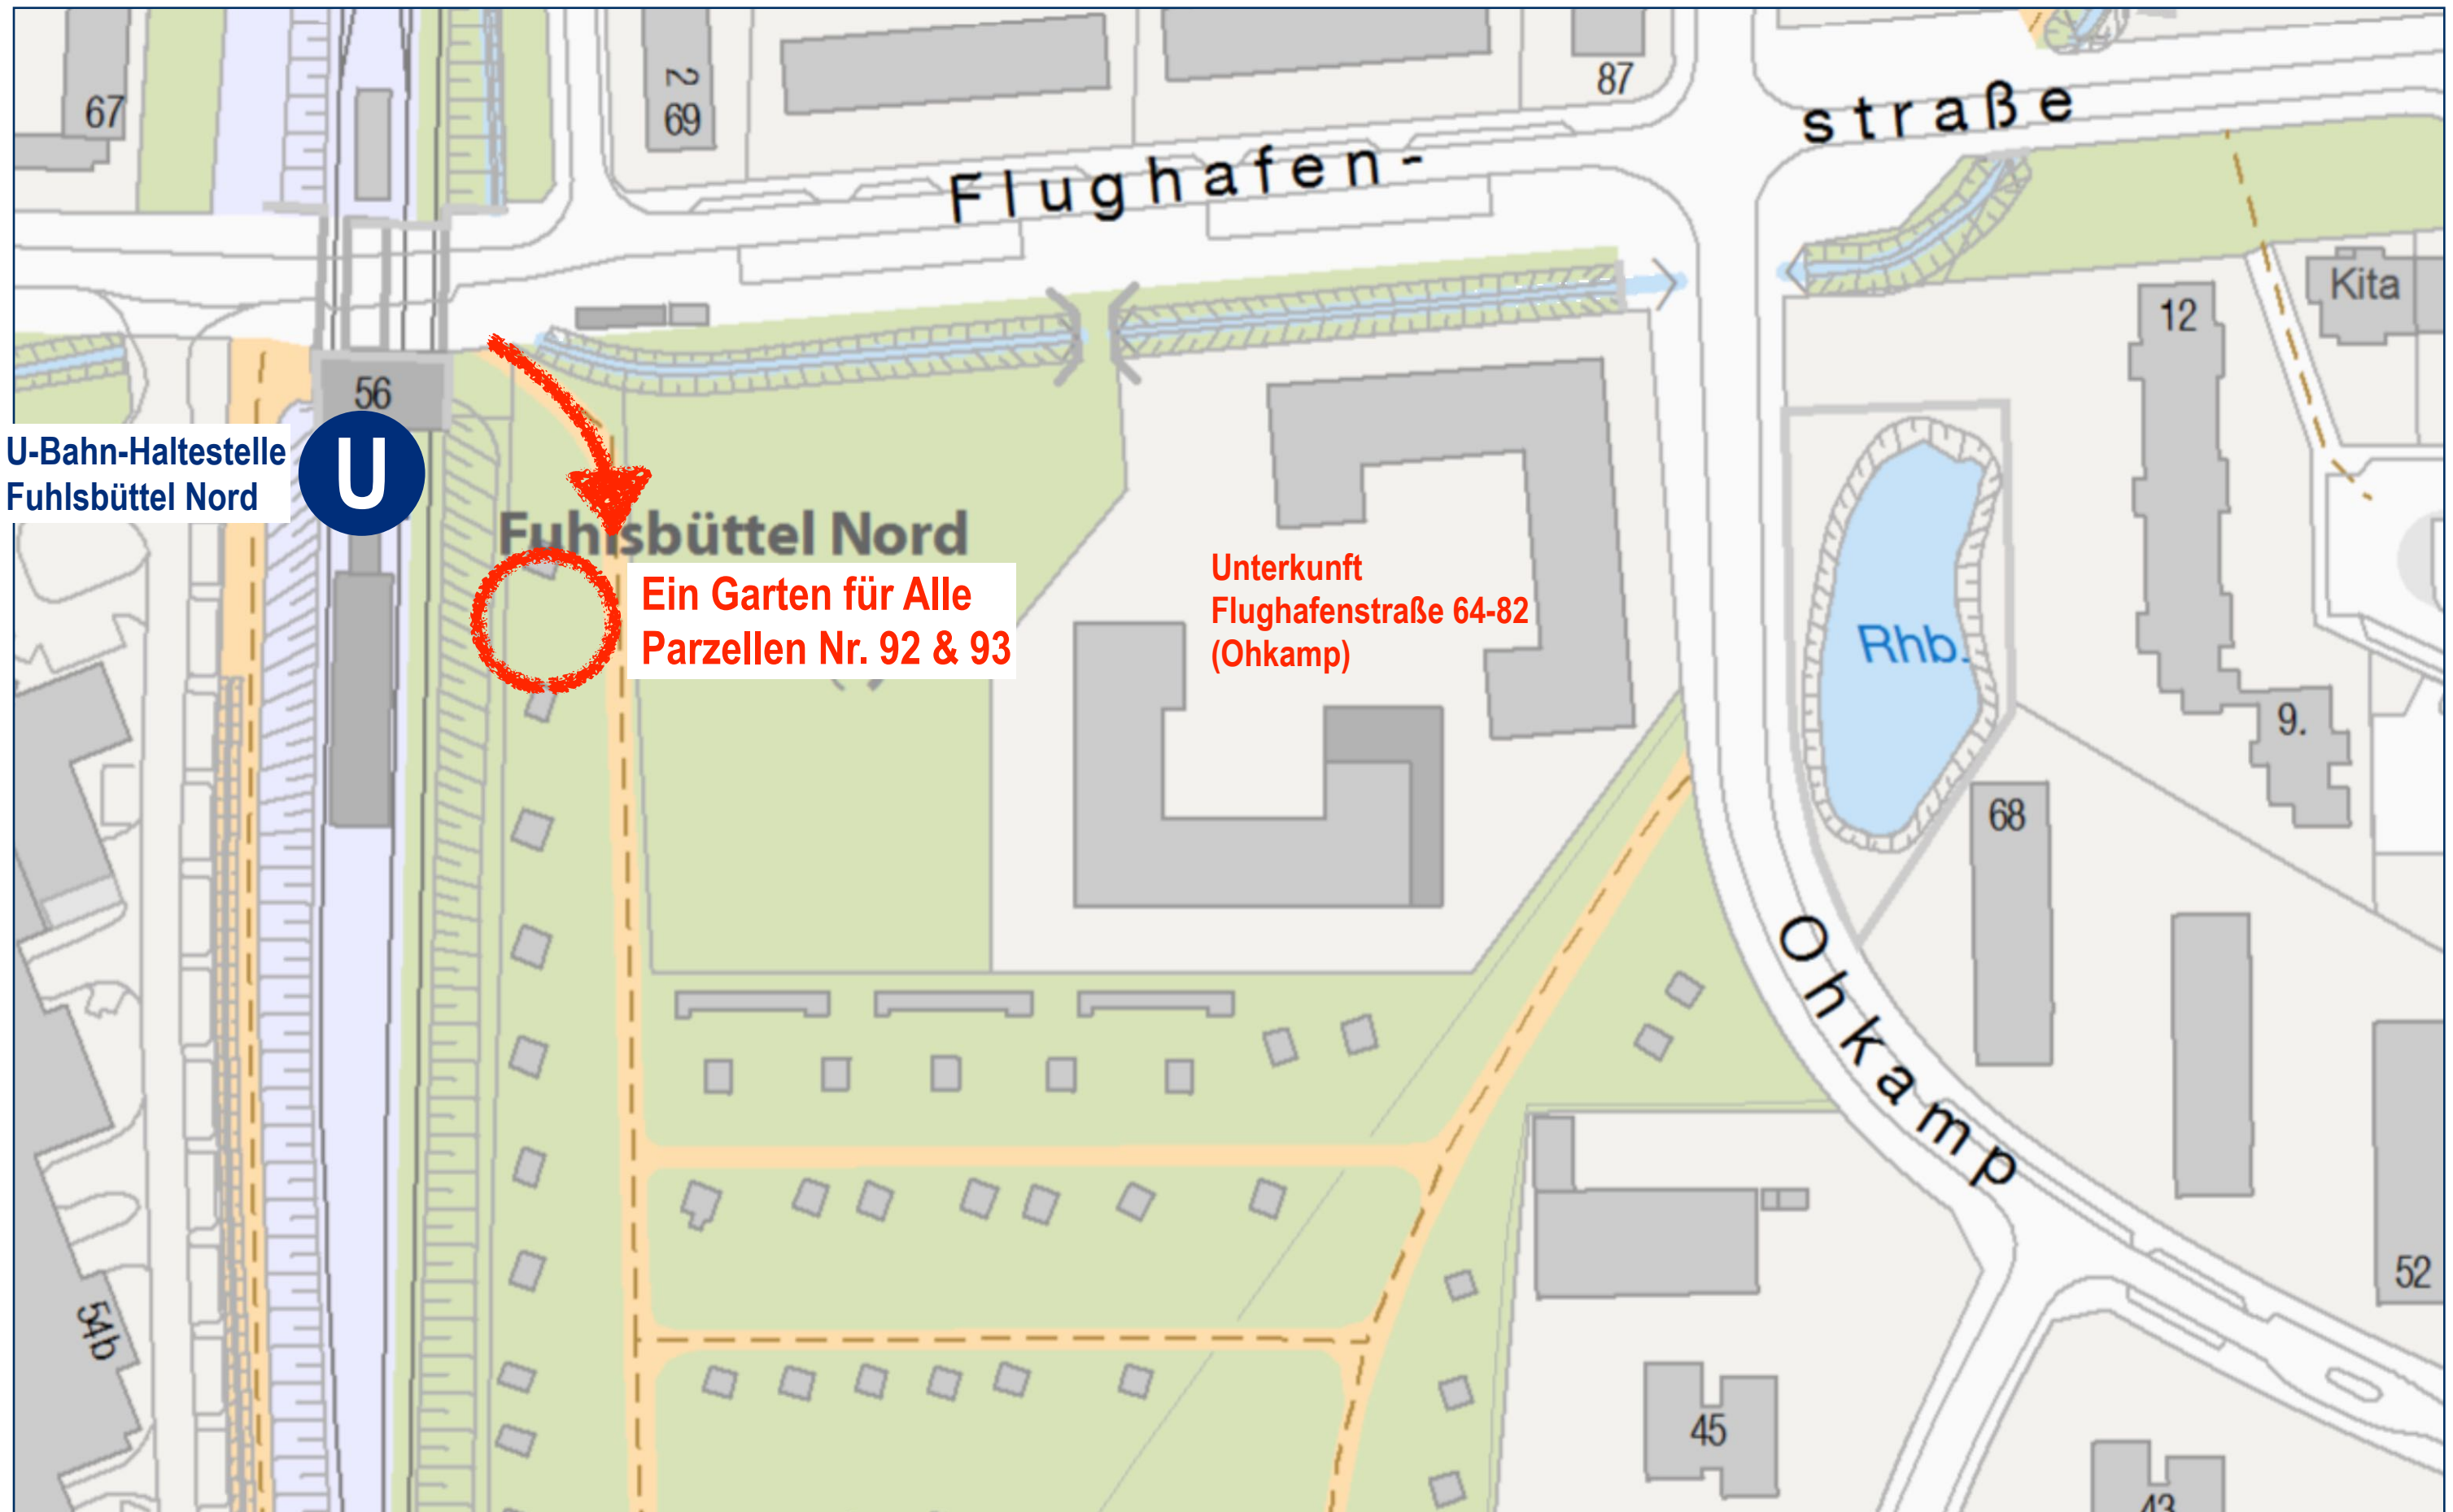 67
2
69
87
Flughafen-
straße
Kita
12
56
U-Bahn-Haltestelle
Fuhlsbüttel Nord
U
Fuhlsbüttel Nord
Ein Garten für Alle
Parzellen Nr. 92 & 93
Unterkunft
Flughafenstraße 64-82
(Ohkamp)
Rhb.
9.
68
Ohkamp
52
54b
45
43